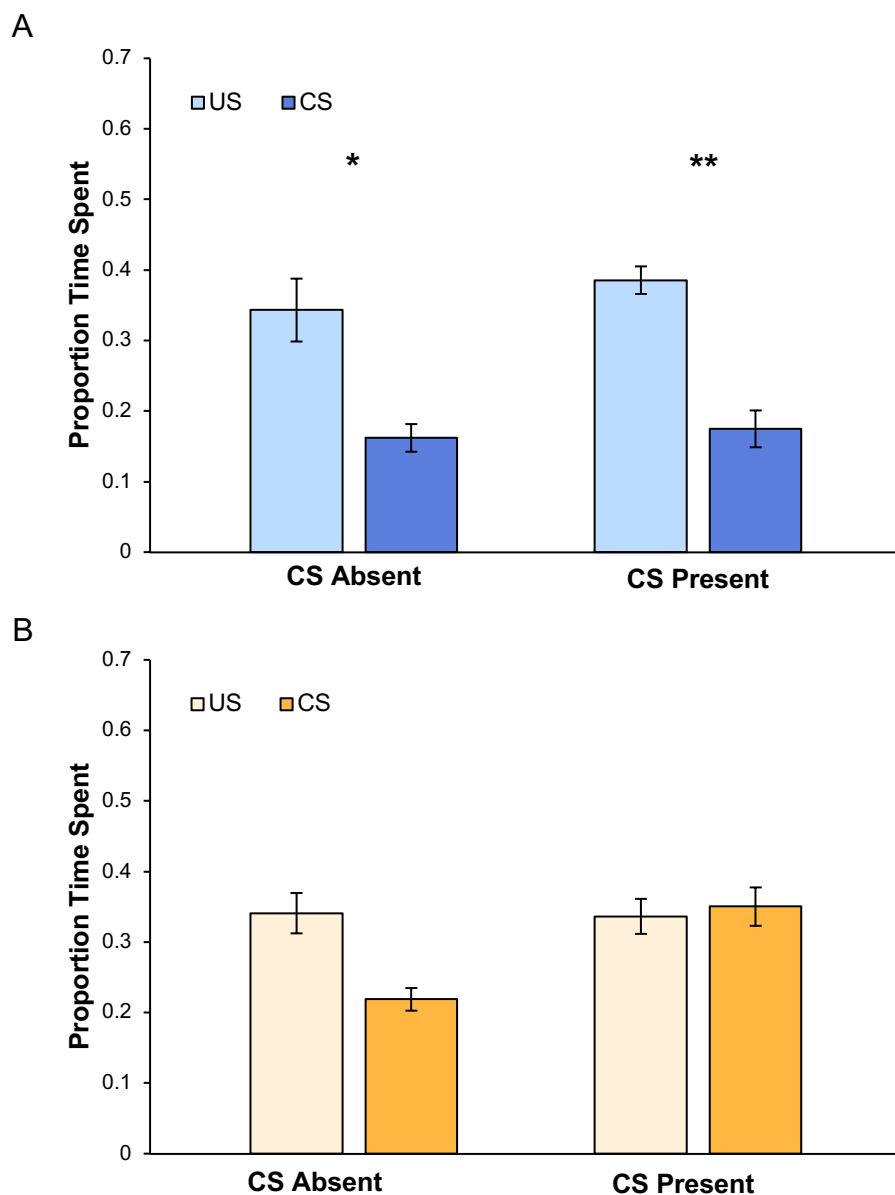 A
0.7
US CS
0.6
* **
0.5
0.4
0.3
0.2
0.1
0
Proportion Time Spent
CS Absent CS Present
B
0.7
US CS
0.6
0.5
0.4
0.3
0.2
0.1
0
Proportion Time Spent
CS Absent CS Present